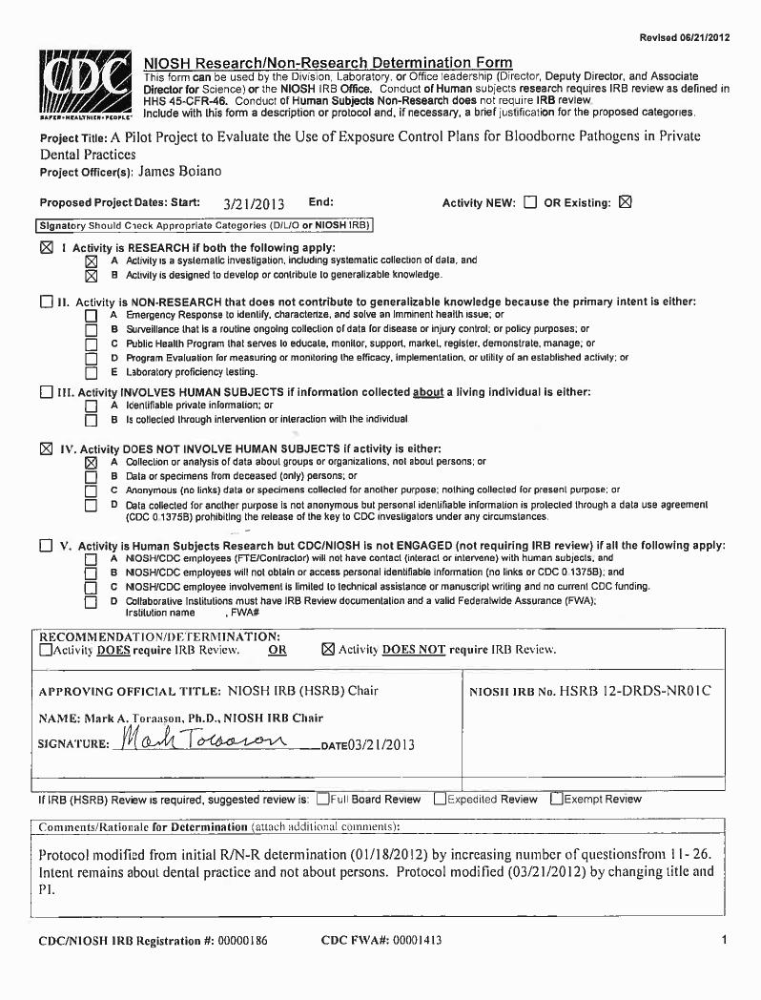 Revised 06/21/2012
CDC
SAFER•HEALTHIER•PEOPLE™
NIOSH Research/Non-Research Determination Form
This form can be used by the Division, Laboratory, or Office leadership (Director, Deputy Director, and Associate
Director for Science) or the NIOSH IRB Office. Conduct of Human subjects research requires IRB review as defined in
HHS 45-CFR-46. Conduct of Human Subjects Non-Research does not require IRB review.
Include with this form a description or protocol and, if necessary, a brief justification for the proposed categories.
Project Title: A Pilot Project to Evaluate the Use of Exposure Control Plans for Bloodborne Pathogens in Private
Dental Practices
Project Officer(s): James Boiano
Proposed Project Dates: Start: 3/21/2013 End: Activity NEW: ☐ OR Existing: ☒
Signatory Should Check Appropriate Categories (D/L/O or NIOSH IRB)
☒ I Activity is RESEARCH if both the following apply:
☒ A Activity is a systematic investigation, including systematic collection of data, and
☒ B Activity is designed to develop or contribute to generalizable knowledge.
☐ II. Activity is NON-RESEARCH that does not contribute to generalizable knowledge because the primary intent is either:
☐ A Emergency Response to identify, characterize, and solve an imminent health issue; or
☐ B Surveillance that is a routine ongoing collection of data for disease or injury control; or policy purposes; or
☐ C Public Health Program that serves to educate, monitor, support, market, register, demonstrate, manage; or
☐ D Program Evaluation for measuring or monitoring the efficacy, implementation, or utility of an established activity; or
☐ E Laboratory proficiency testing.
☐ III. Activity INVOLVES HUMAN SUBJECTS if information collected about a living individual is either:
☐ A Identifiable private information; or
☐ B Is collected through intervention or interaction with the individual
☒ IV. Activity DOES NOT INVOLVE HUMAN SUBJECTS if activity is either:
☒ A Collection or analysis of data about groups or organizations, not about persons; or
☐ B Data or specimens from deceased (only) persons; or
☐ C Anonymous (no links) data or specimens collected for another purpose; nothing collected for present purpose; or
☐ D Data collected for another purpose is not anonymous but personal identifiable information is protected through a data use agreement
(CDC 0.1375B) prohibiting the release of the key to CDC investigators under any circumstances.
☐ V. Activity is Human Subjects Research but CDC/NIOSH is not ENGAGED (not requiring IRB review) if all the following apply:
☐ A NIOSH/CDC employees (FTE/Contractor) will not have contact (interact or intervene) with human subjects, and
☐ B NIOSH/CDC employees will not obtain or access personal identifiable information (no links or CDC 0.1375B); and
☐ C NIOSH/CDC employee involvement is limited to technical assistance or manuscript writing and no current CDC funding.
☐ D Collaborative Institutions must have IRB Review documentation and a valid Federalwide Assurance (FWA);
Institution name , FWA#
RECOMMENDATION/DETERMINATION:
☐Activity DOES require IRB Review. OR ☒ Activity DOES NOT require IRB Review.
APPROVING OFFICIAL TITLE: NIOSH IRB (HSRB) Chair
NIOSH IRB No. HSRB 12-DRDS-NR01C
NAME: Mark A. Toraason, Ph.D., NIOSH IRB Chair
SIGNATURE: Mark Toraason DATE03/21/2013
If IRB (HSRB) Review is required, suggested review is: ☐Full Board Review ☐Expedited Review ☐Exempt Review
Comments/Rationale for Determination (attach additional comments):
Protocol modified from initial R/N-R determination (01/18/2012) by increasing number of questionsfrom 11- 26.
Intent remains about dental practice and not about persons. Protocol modified (03/21/2012) by changing title and
PI.
CDC/NIOSH IRB Registration #: 00000186 CDC FWA#: 00001413 1